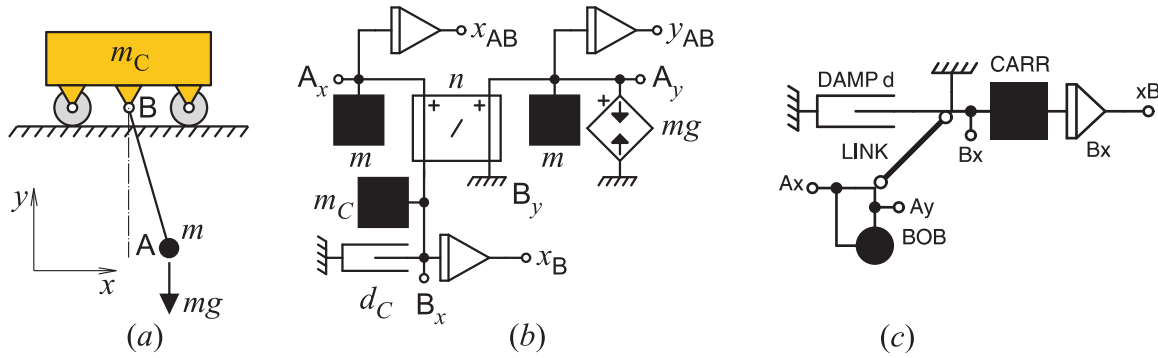 m_C
B
y
A
m
x
mg
(a)
x_AB
y_AB
A_x
n
A_y
+ +
/
+
m
m
mg
m_C
B_y
d_C
B_x
x_B
(b)
CARR
DAMP d
xB
LINK
Bx
Bx
Ax
Ay
BOB
(c)